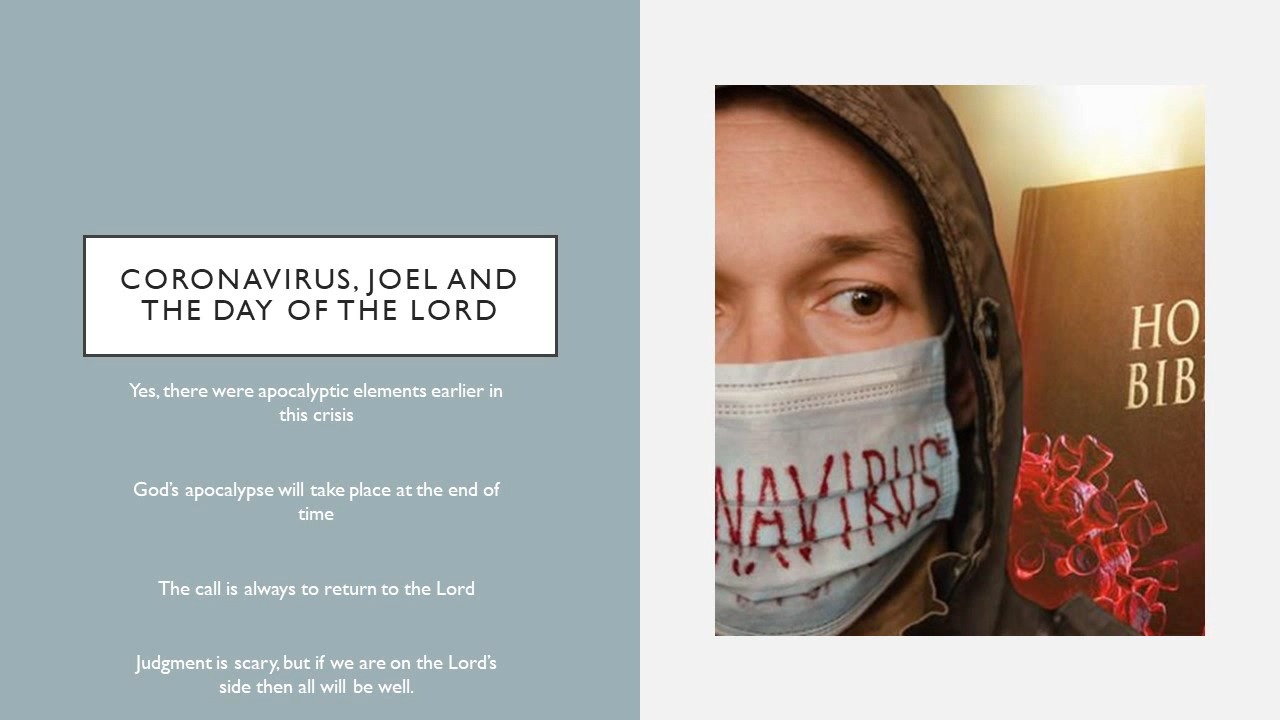 CORONAVIRUS, JOEL AND
THE DAY OF THE LORD
Yes, there were apocalyptic elements earlier in
this crisis
God's apocalypse will take place at the end of
time
The call is always to return to the Lord
Judgment is scary, but if we are on the Lord's
side then all will be well.
NAVIRUS
HO
BIB